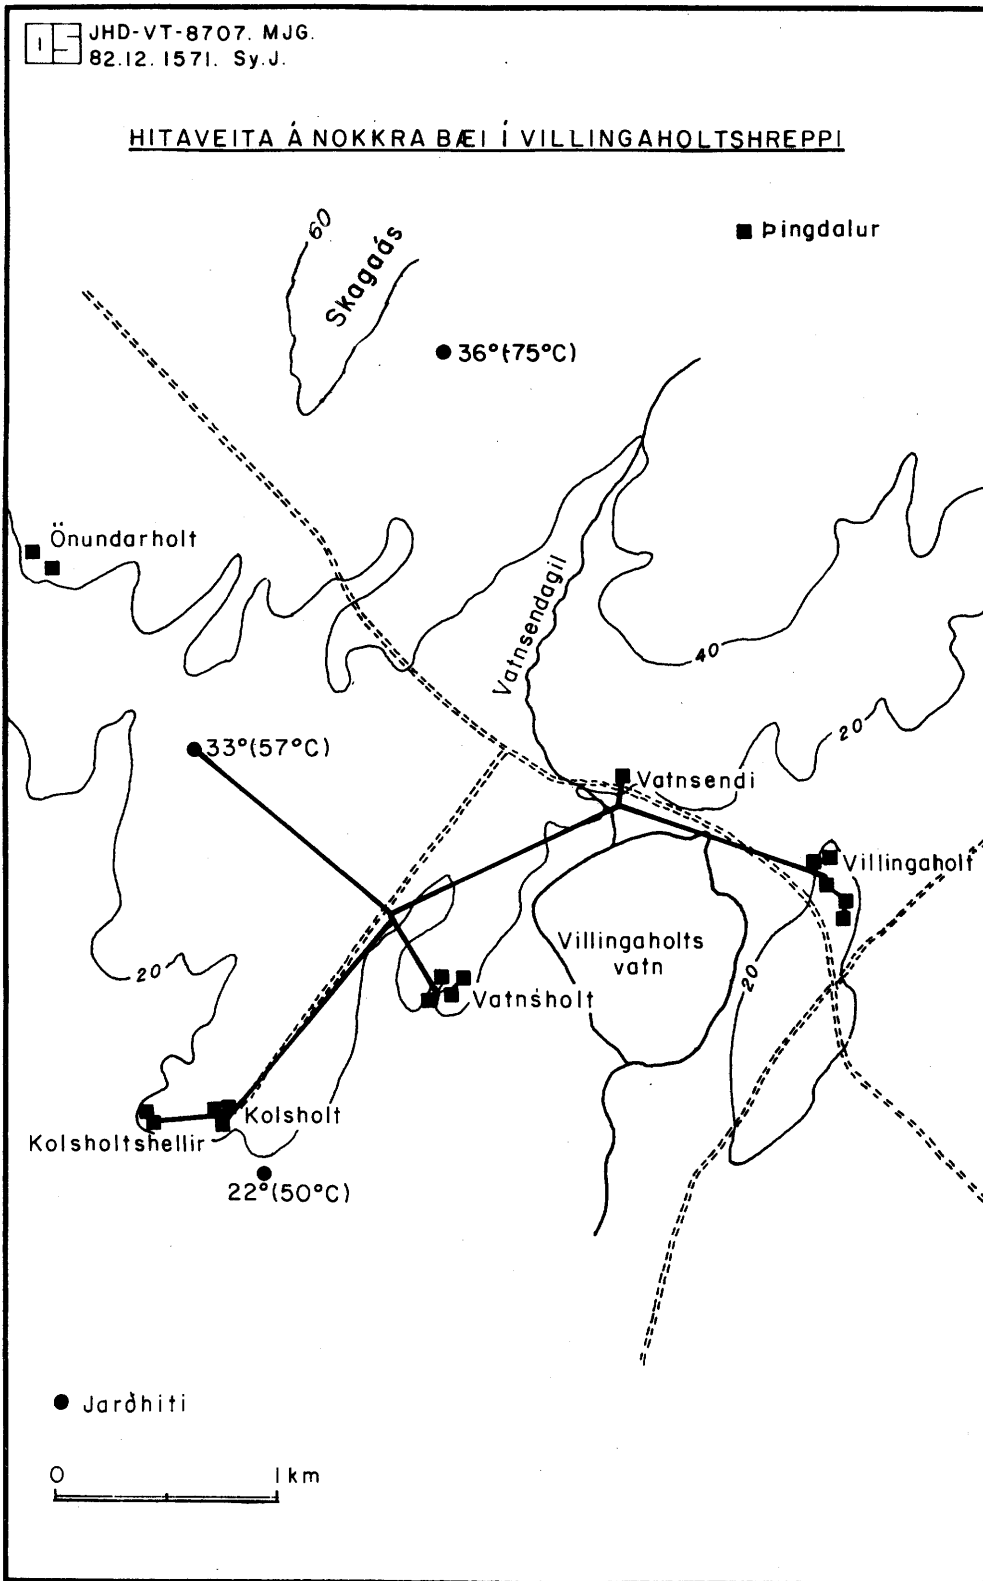 OS
JHD-VT-8707. MJG.
82.12.1571. Sy.J.
HITAVEITA Á NOKKRA BÆI Í VILLINGAHOLTSHREPPI
60
Skagaás
Þingdalur
36°(75°C)
Önundarholt
Vatnsendagil
40
20
33°(57°C)
Vatnsendi
Villingaholt
Villingaholts
vatn
20
20
Vatnsholt
Kolsholt
Kolsholtshellir
22°(50°C)
Jarðhiti
0 1 km